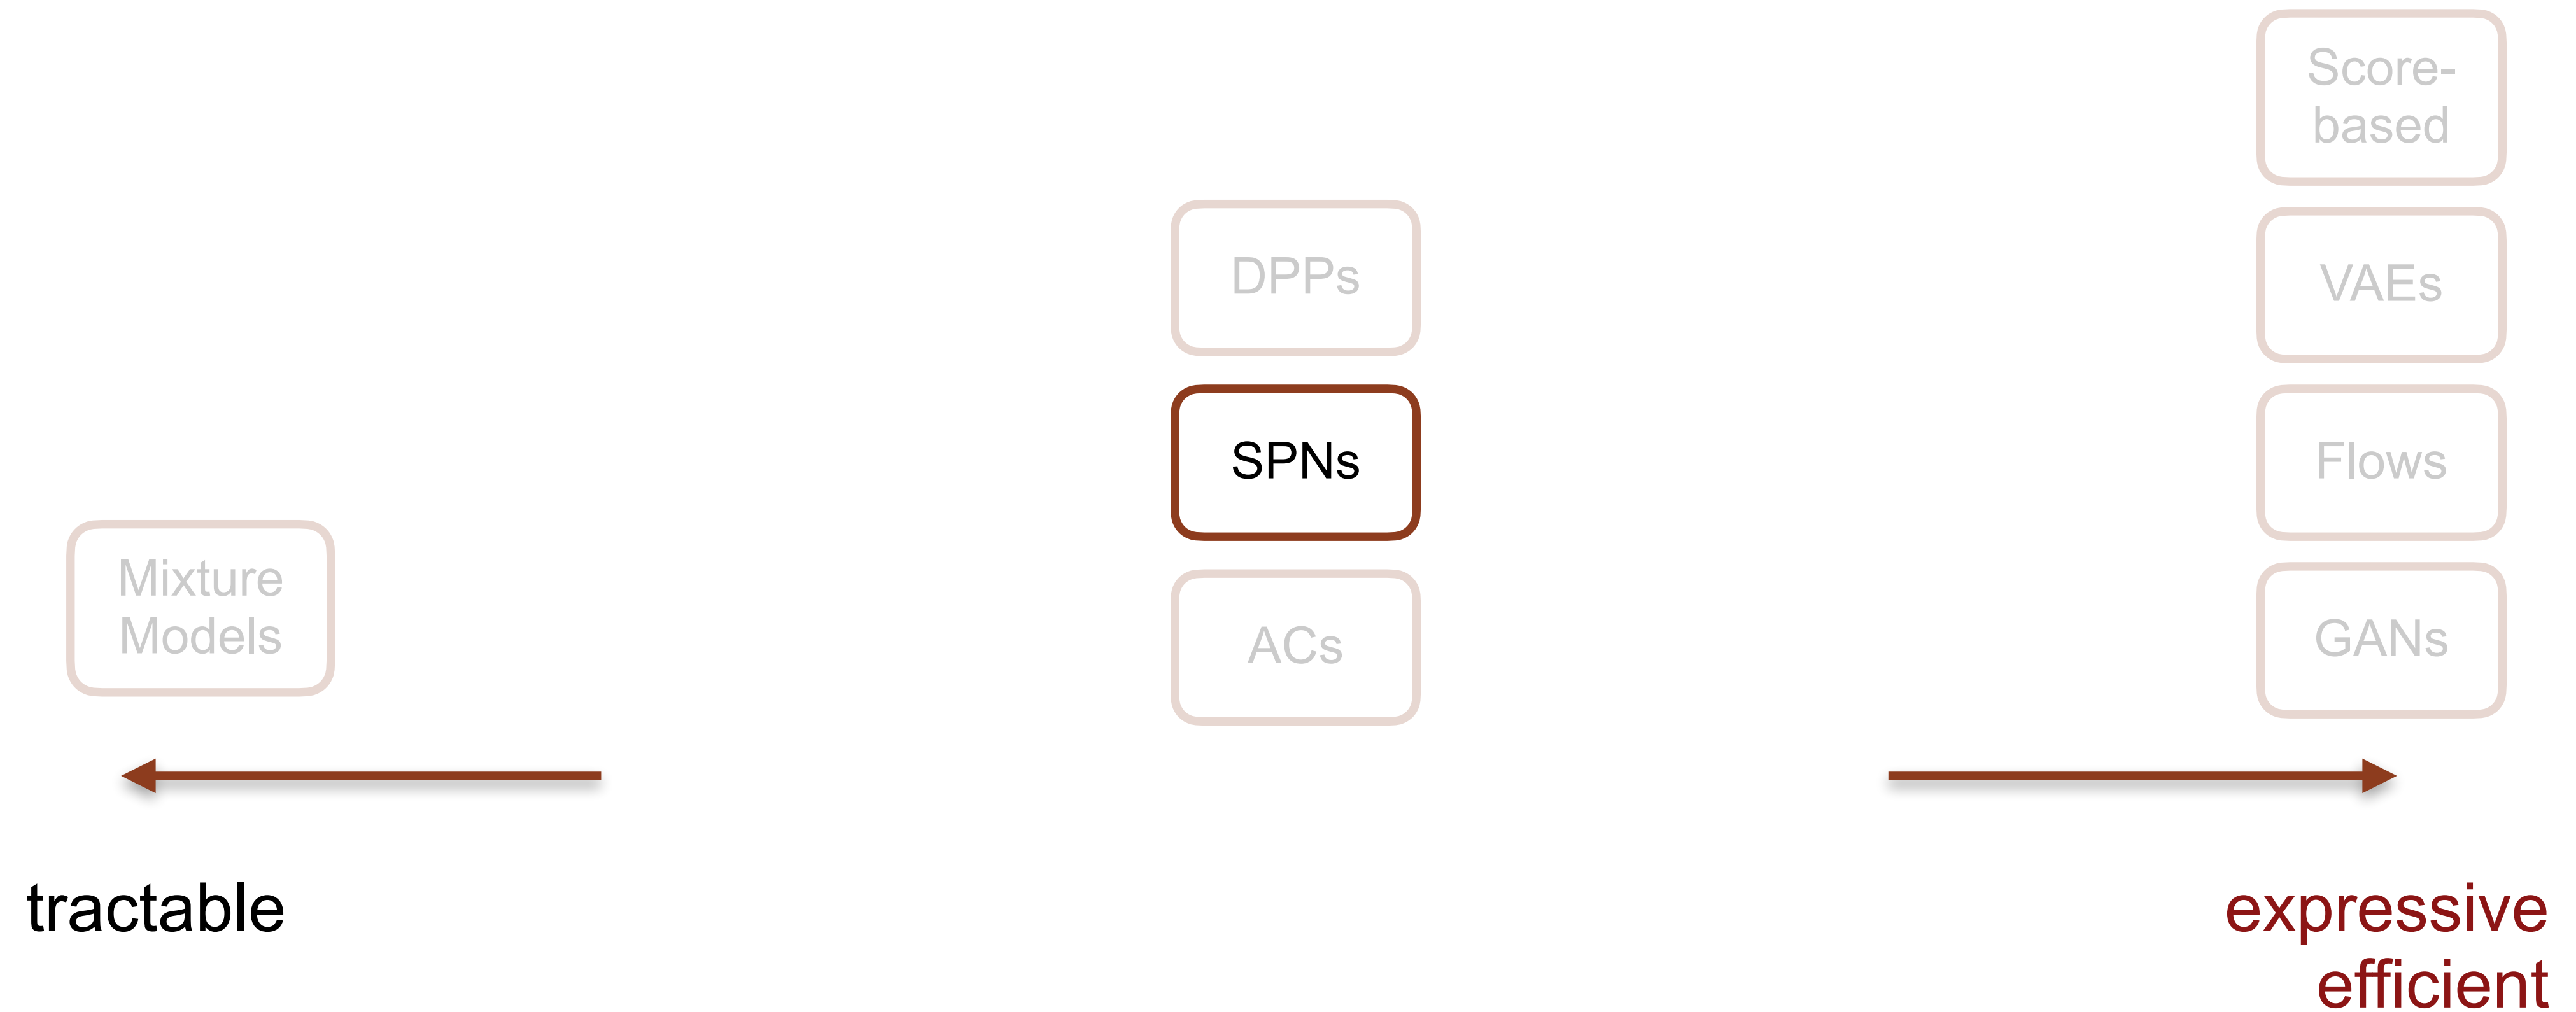 Score-
based
DPPs
VAEs
SPNs
Flows
Mixture
Models
ACs
GANs
tractable
expressive
efficient